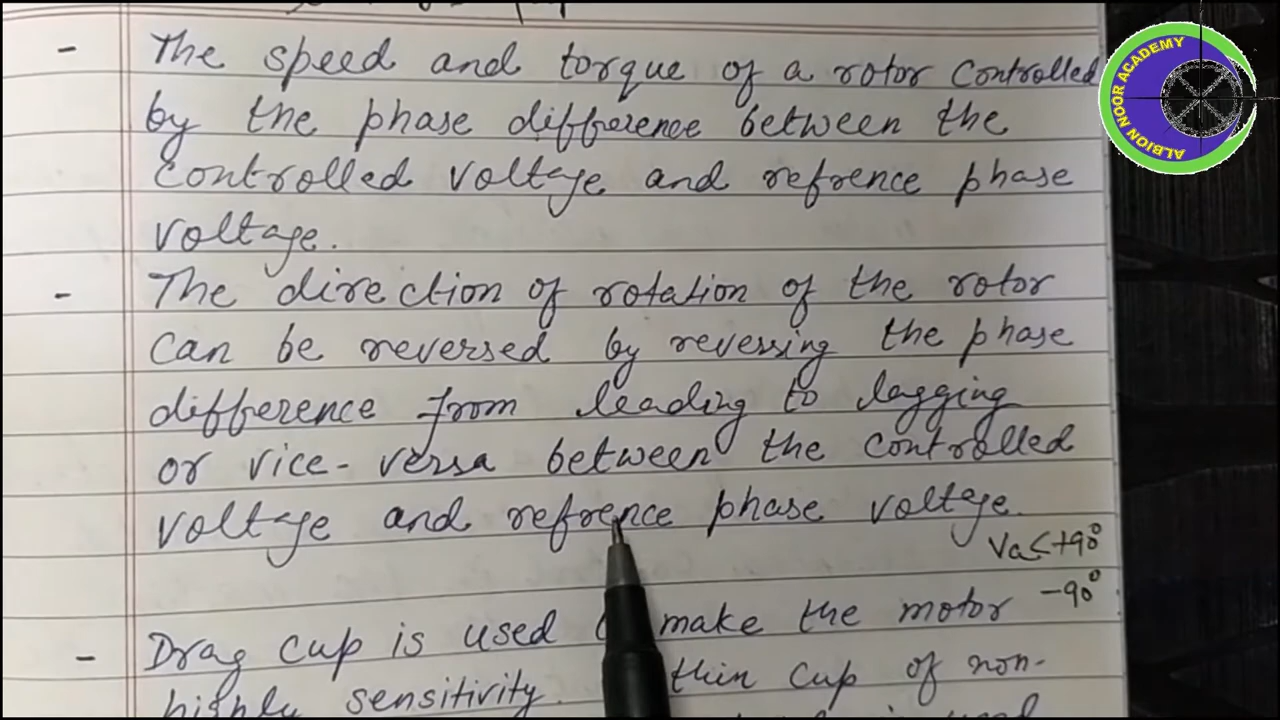 - The speed and torque of a rotor controlled
by the phase difference between the
controlled voltage and refrence phase
voltage.
- The direction of rotation of the rotor
can be reversed by reversing the phase
difference from leading to lagging
or vice-versa between the controlled
voltage and refrence phase voltage.
Va∠+90°
-90°
- Drag cup is used make the motor
highly sensitivity. thin cup of non-
used
ALBION NOOR ACADEMY